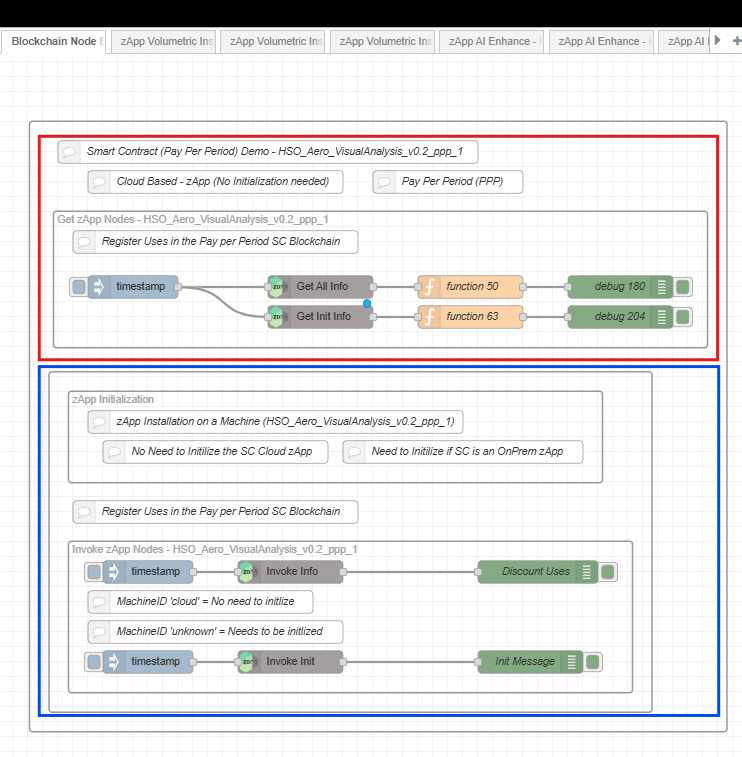 Blockchain Node
zApp Volumetric Ins
zApp Volumetric Ins
zApp Volumetric Ins
zApp AI Enhance -
zApp AI Enhance -
zApp AI
Smart Contract (Pay Per Period) Demo - HSO_Aero_VisualAnalysis_v0.2_ppp_1
Cloud Based - zApp (No Initialization needed)
Pay Per Period (PPP)
Get zApp Nodes - HSO_Aero_VisualAnalysis_v0.2_ppp_1
Register Uses in the Pay per Period SC Blockchain
timestamp
Get All Info
function 50
debug 180
Get Init Info
function 63
debug 204
zApp Initialization
zApp Installation on a Machine (HSO_Aero_VisualAnalysis_v0.2_ppp_1)
No Need to Initilize the SC Cloud zApp
Need to Initilize if SC is an OnPrem zApp
Register Uses in the Pay per Period SC Blockchain
Invoke zApp Nodes - HSO_Aero_VisualAnalysis_v0.2_ppp_1
timestamp
Invoke Info
Discount Uses
MachineID 'cloud' = No need to initlize
MachineID 'unknown' = Needs to be initlized
timestamp
Invoke Init
Init Message